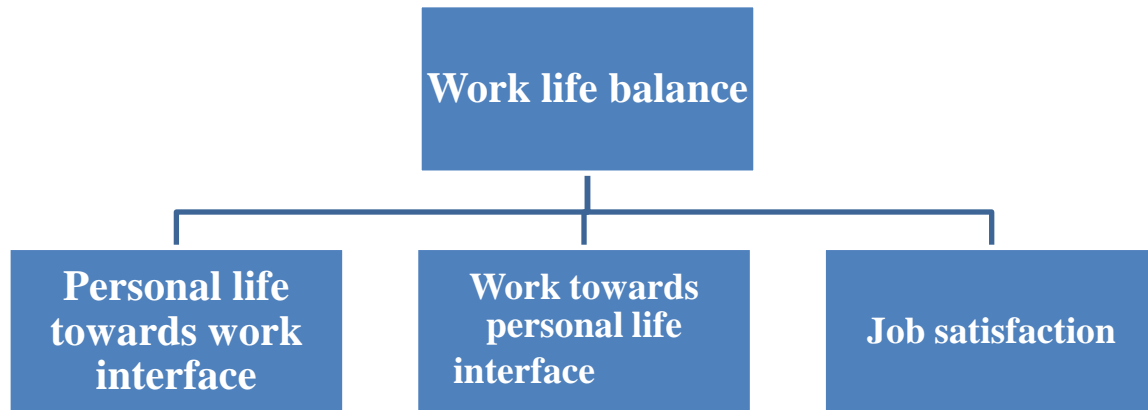 Work life balance
Personal life
towards work
interface
Work towards
personal life
interface
Job satisfaction